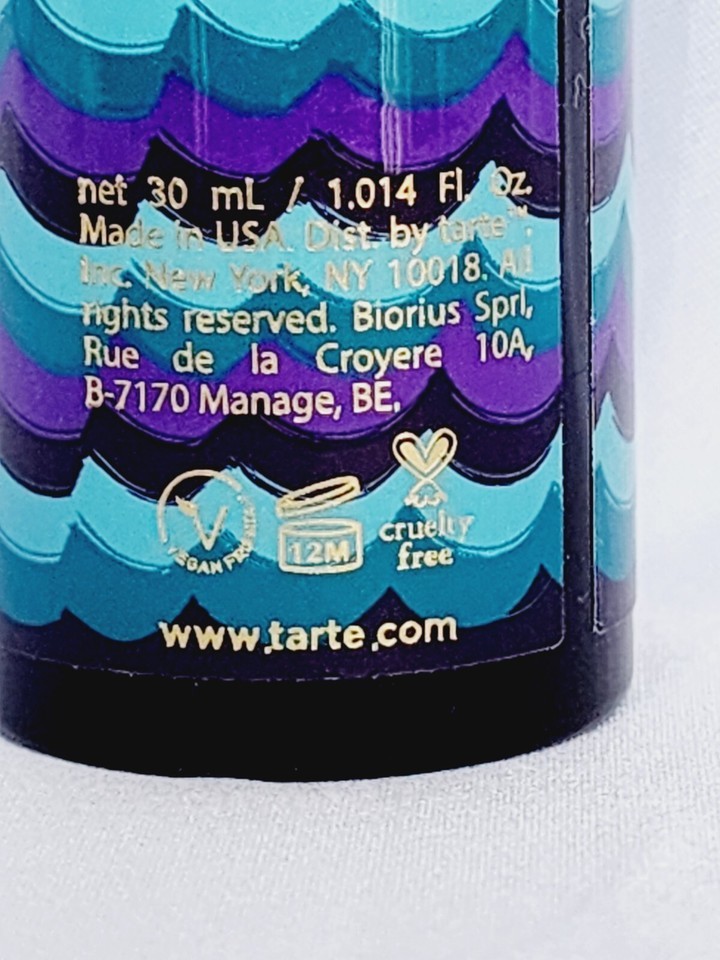 net 30 mL / 1.014 Fl. Oz.
Made in USA. Dist. by tarte™,
Inc. New York, NY 10018. All
rights reserved. Biorius Sprl,
Rue de la Croyere 10A,
B-7170 Manage, BE.
VEGAN FRIENDLY
12M
cruelty
free
www.tarte.com